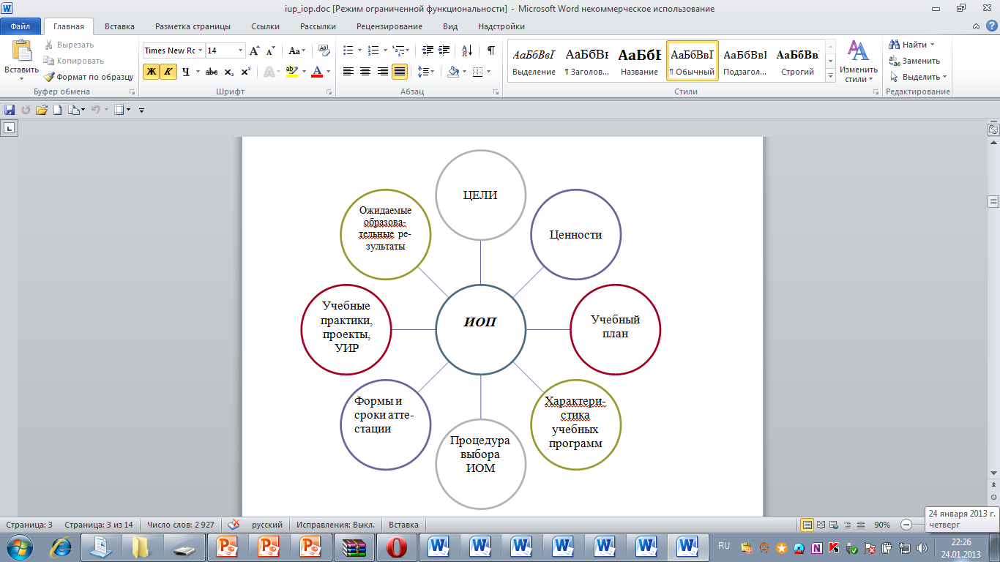 iup_iop.doc [Режим ограниченной функциональности] - Microsoft Word некоммерческое использование
Файл Главная Вставка Разметка страницы Ссылки Рассылки Рецензирование Вид Надстройки
Вставить
Вырезать
Копировать
Формат по образцу
Буфер обмена
Times New Ro 14
Ж К Ч abc x₂ x²
Шрифт
Абзац
АаБбВвІ АаБбВв АаБбВ АаБбВвІ АаБбВвІ АаБбВв.
Выделение ¶ Заголов... Название ¶ Обычный Подзагол... Строгий
Изменить
стили
Стили
Найти
Заменить
Выделить
Редактирование
ЦЕЛИ
Ценности
Учебный
план
Характери-
стика
учебных
программ
Процедура
выбора
ИОМ
Формы и
сроки атте-
стации
Учебные
практики,
проекты,
УИР
Ожидаемые
образова-
тельные ре-
зультаты
ИОП
Страница: 3 Страница: 3 из 14 Число слов: 2 927 русский Исправления: Выкл. Вставка 90%
24 января 2013 г.
четверг
RU
22:26
24.01.2013